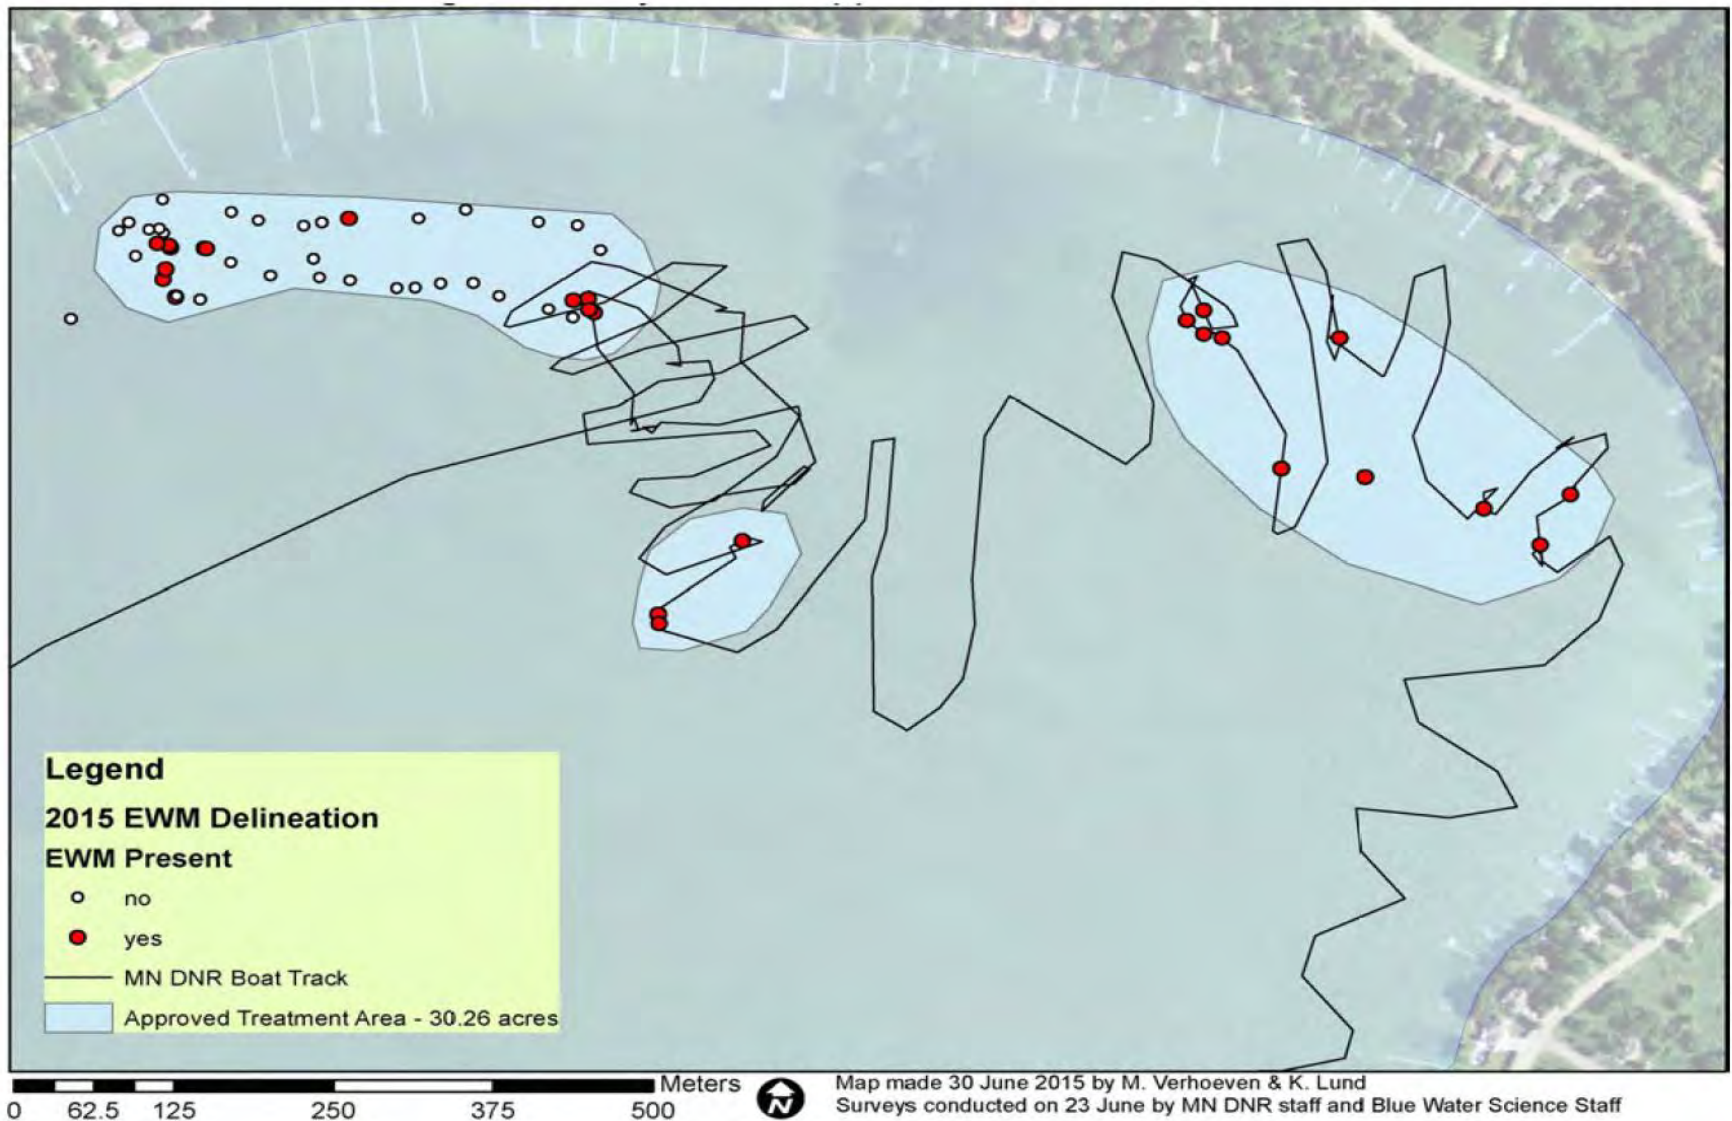 Legend
2015 EWM Delineation
EWM Present
no
yes
MN DNR Boat Track
Approved Treatment Area - 30.26 acres
Meters
0 62.5 125 250 375 500
N
Map made 30 June 2015 by M. Verhoeven & K. Lund
Surveys conducted on 23 June by MN DNR staff and Blue Water Science Staff